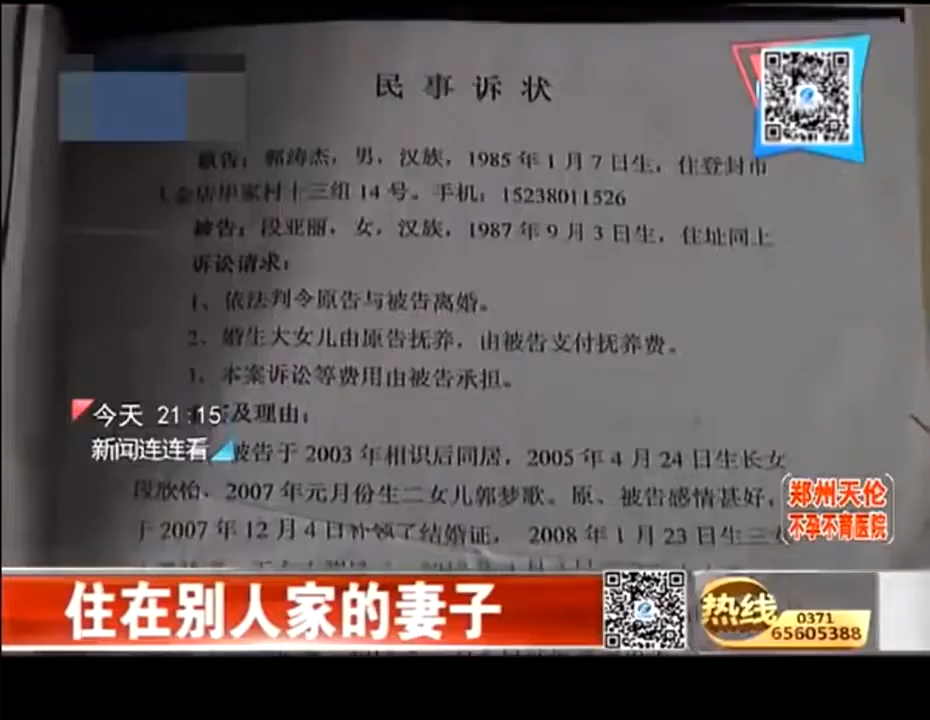 民事诉状
被告：郭涛杰，男，汉族，1985年1月7日生，住登封市
金店毕家村十三组14号。手机：15238011526
被告：段亚丽，女，汉族，1987年9月3日生，住址同上
诉讼请求：
1、依法判令原告与被告离婚。
2、婚生大女儿由原告抚养，由被告支付抚养费。
3、本案诉讼等费用由被告承担。
今天 21:15
及理由：
新闻连连看
被告于2003年相识后同居，2005年4月24日生长女
段欣怡，2007年元月份生二女儿郭梦歌。原、被告感情甚好，
郑州天伦
不孕不育医院
于2007年12月4日补领了结婚证，2008年1月23日生三女
住在别人家的妻子
热线
0371
65605388